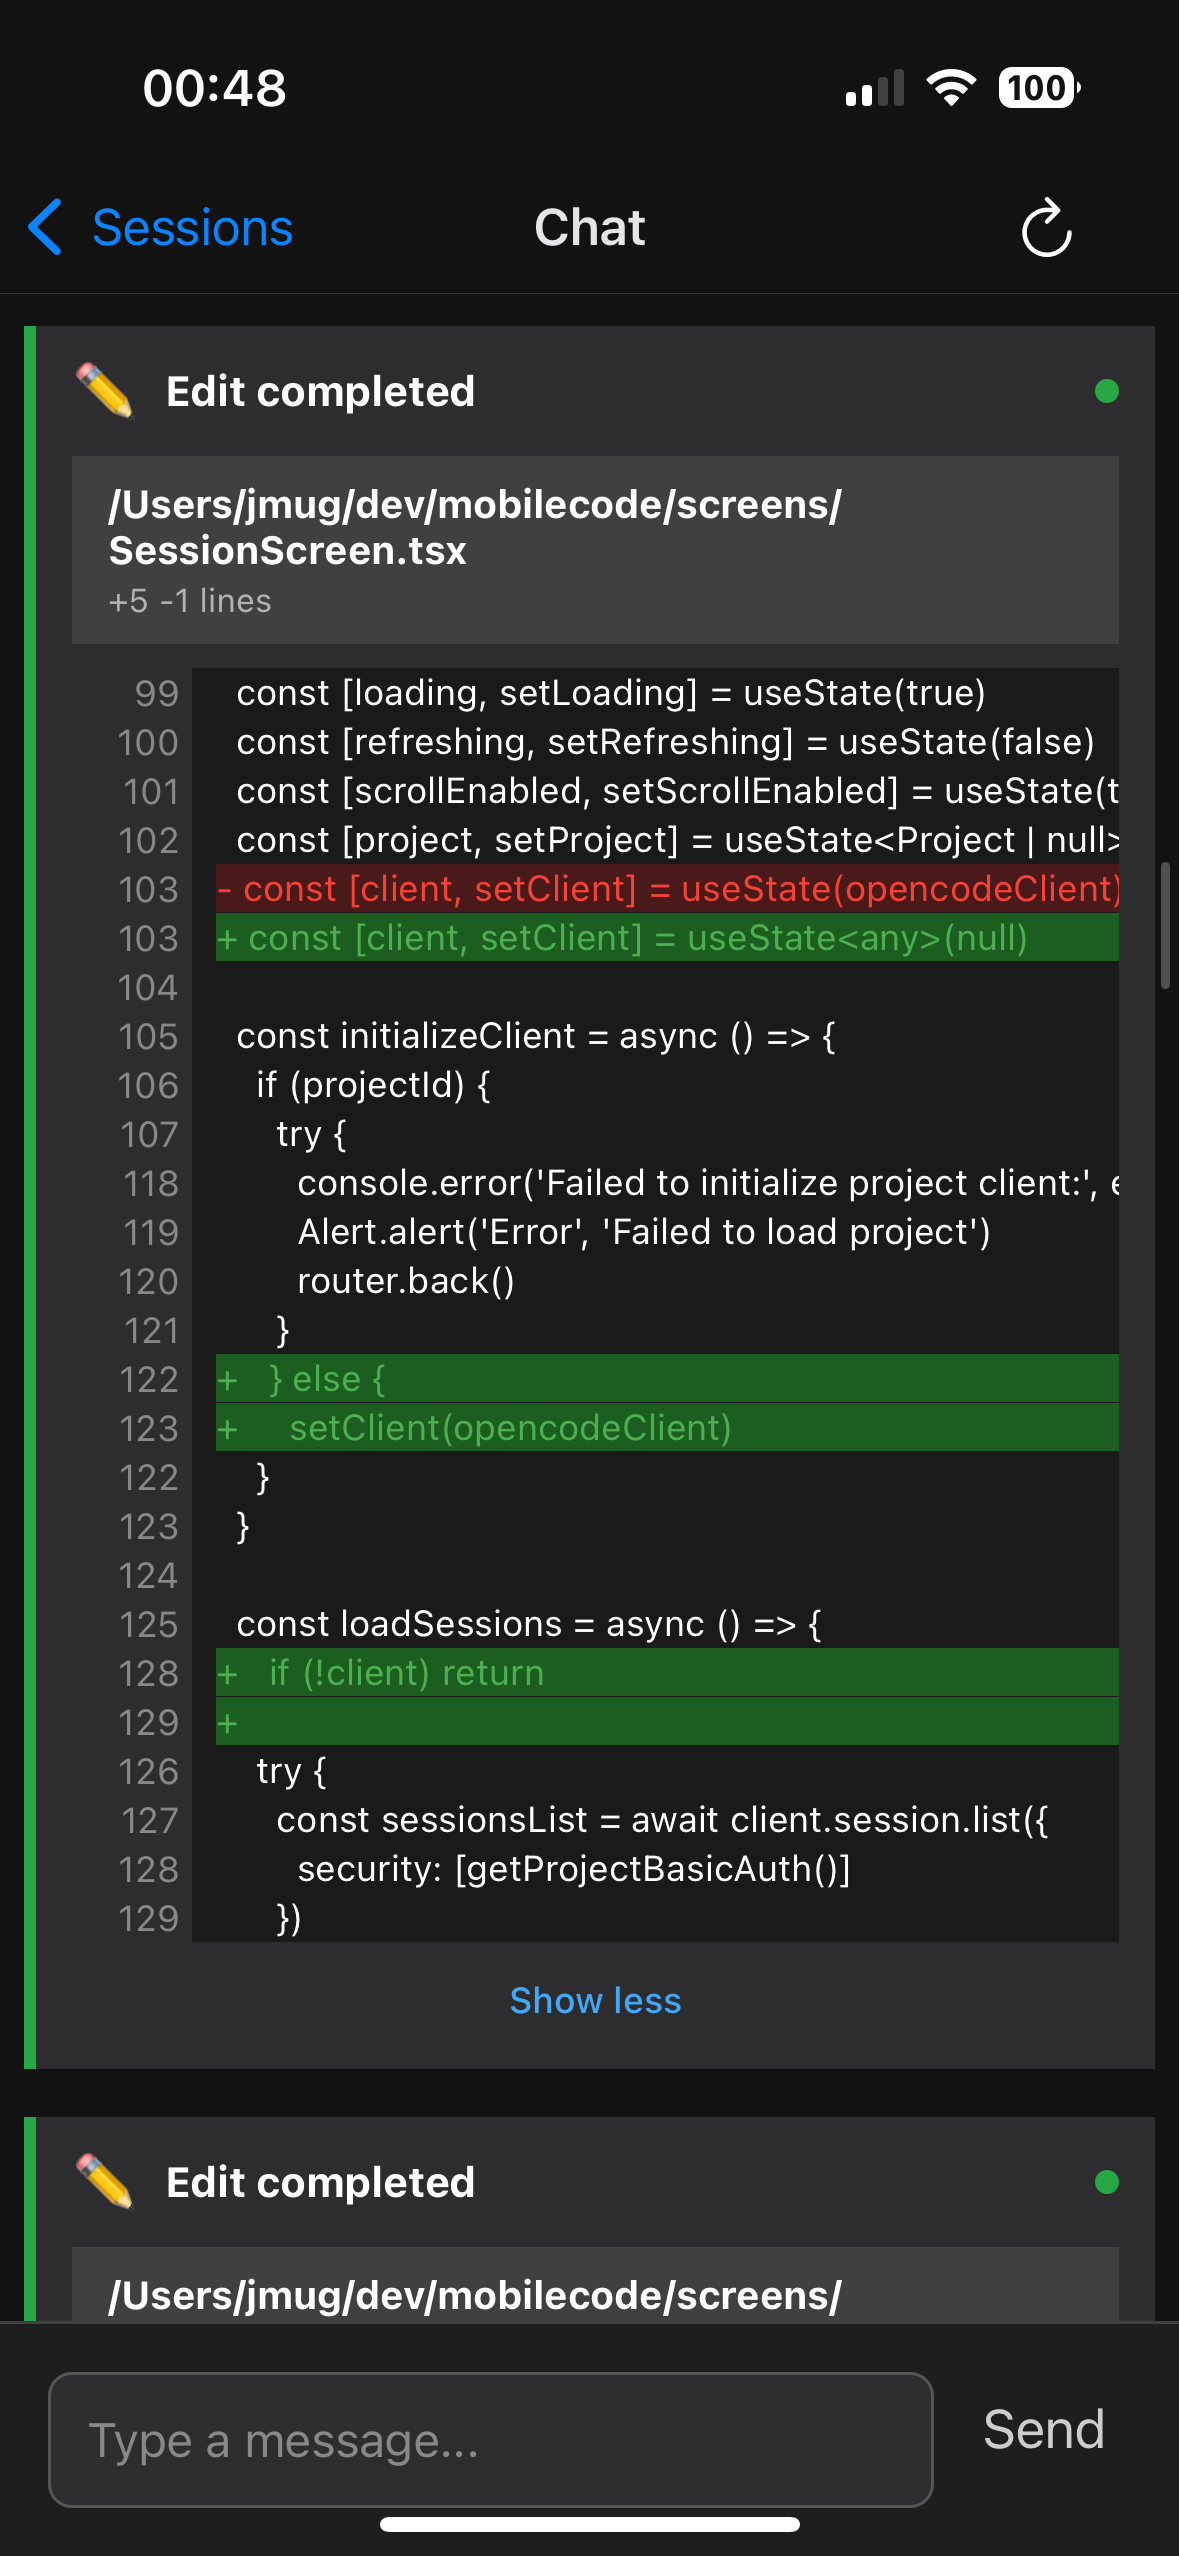 00:48
100
Sessions
Chat
Edit completed
/Users/jmug/dev/mobilecode/screens/
SessionScreen.tsx
+5 -1 lines
99 const [loading, setLoading] = useState(true)
100 const [refreshing, setRefreshing] = useState(false)
101 const [scrollEnabled, setScrollEnabled] = useState(t
102 const [project, setProject] = useState<Project | null>
103 - const [client, setClient] = useState(opencodeClient)
103 + const [client, setClient] = useState<any>(null)
104
105 const initializeClient = async () => {
106 if (projectId) {
107 try {
118 console.error('Failed to initialize project client:', e
119 Alert.alert('Error', 'Failed to load project')
120 router.back()
121 }
122 + } else {
123 + setClient(opencodeClient)
122 }
123 }
124
125 const loadSessions = async () => {
128 + if (!client) return
129 +
126 try {
127 const sessionsList = await client.session.list({
128 security: [getProjectBasicAuth()]
129 })
Show less
Edit completed
/Users/jmug/dev/mobilecode/screens/
Type a message...
Send